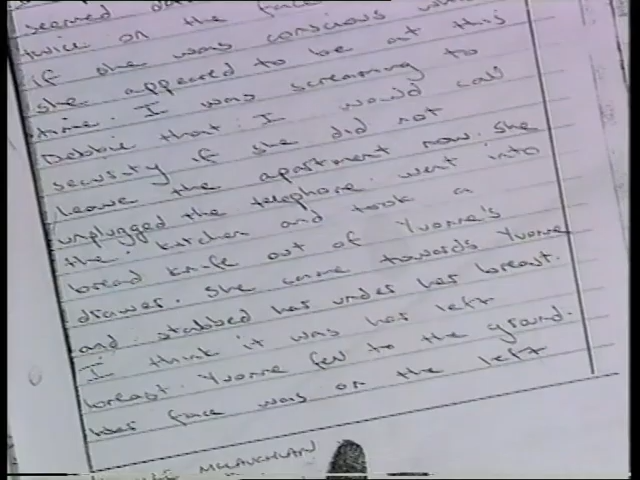 seemed
twice on the face
if she was conscious
she appeared to be at this
time. I was screaming to
Debbie that I would call
security if she did not
leave the apartment now. She
unplugged the telephone. went into
the kitchen and took a
bread knife out of Yvonne's
drawer. She came towards Yvonne
and stabbed her under her breast.
I think it was her left
breast. Yvonne fell to the ground.
her face was on the left
MCLAUCHLAN